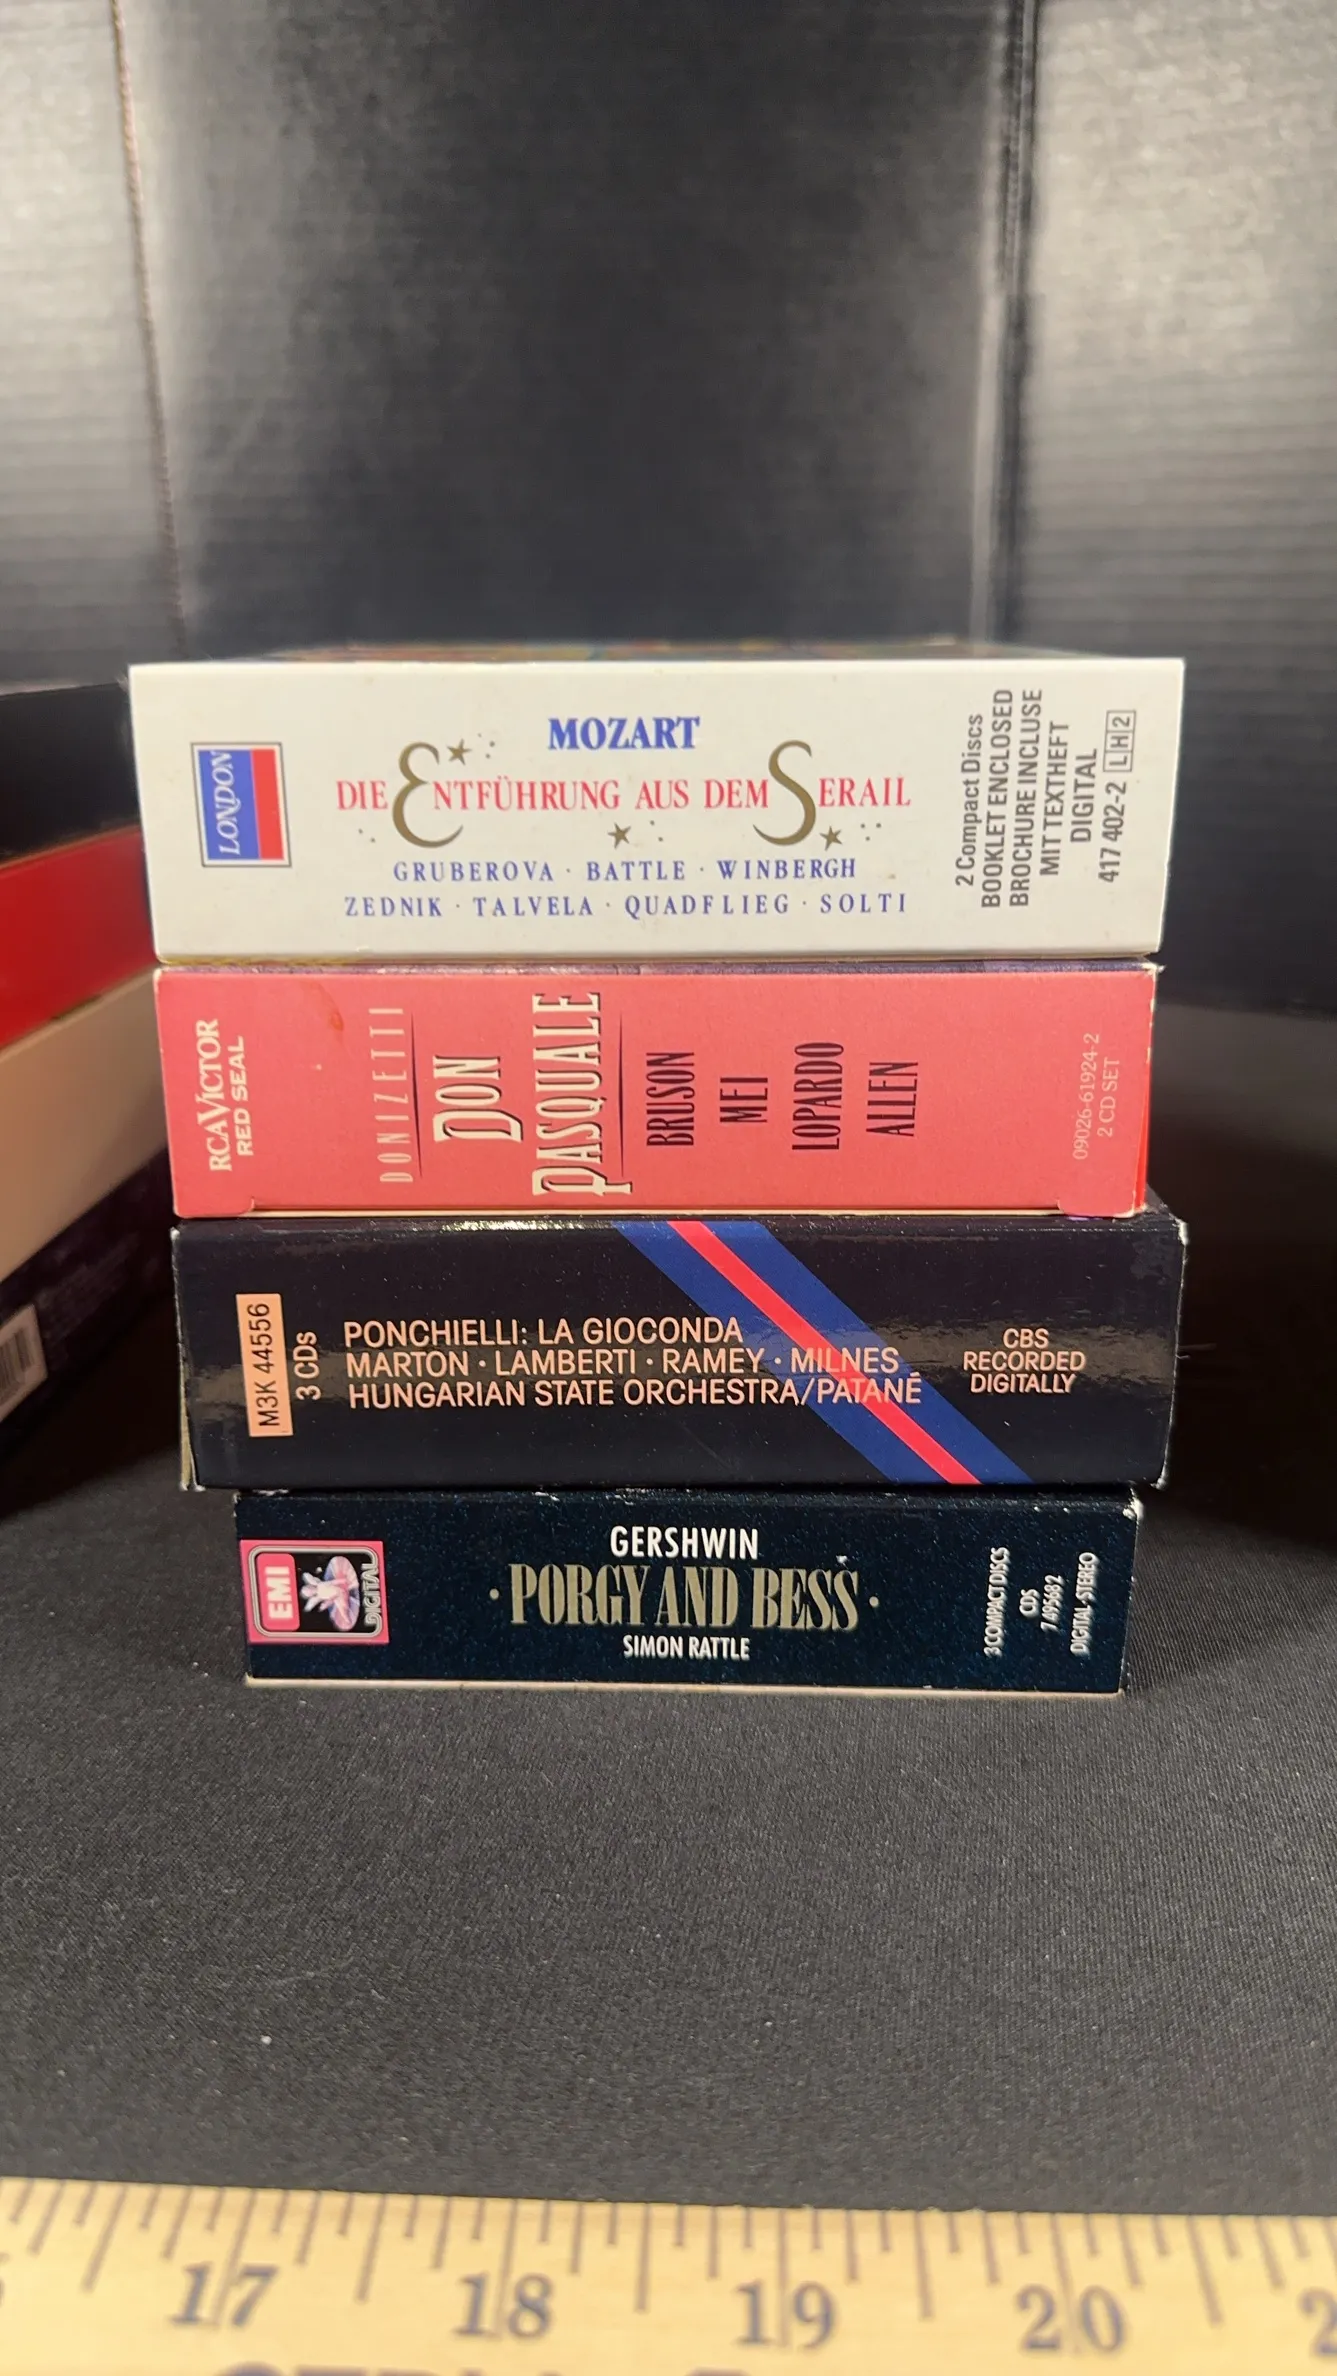 LONDON
MOZART
DIE ENTFÜHRUNG AUS DEM SERAIL
GRUBEROVA · BATTLE · WINBERGH
ZEDNIK · TALVELA · QUADFLIEG · SOLTI
2 Compact Discs
BOOKLET ENCLOSED
BROCHURE INCLUSE
MIT TEXTHEFT
DIGITAL
417 402-2 LH2
RCA VICTOR
RED SEAL
DONIZETTI
DON
PASQUALE
BRUSON
MEI
LOPARDO
ALLEN
09026-61924-2
2 CD SET
M3K 44556
3 CDs
PONCHIELLI: LA GIOCONDA
MARTON · LAMBERTI · RAMEY · MILNES
HUNGARIAN STATE ORCHESTRA/PATANÉ
CBS
RECORDED
DIGITALLY
EMI
DIGITAL
GERSHWIN
· PORGY AND BESS ·
SIMON RATTLE
3 COMPACT DISCS
CDS
7 49568 2
DIGITAL·STEREO
17 18 19 20